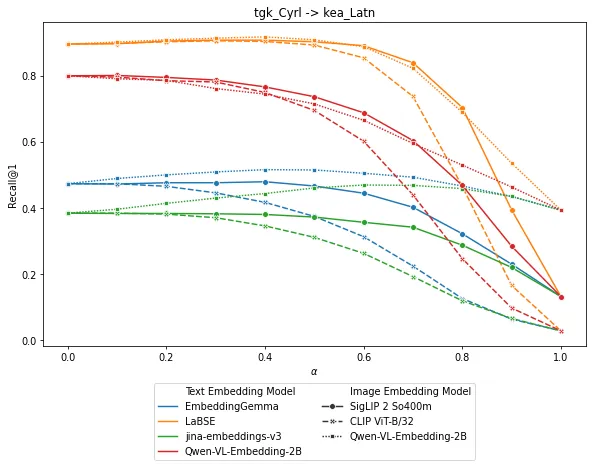 tgk_Cyrl -> kea_Latn
Recall@1
0.8
0.6
0.4
0.2
0.0
0.0 0.2 0.4 0.6 0.8 1.0
α
Text Embedding Model Image Embedding Model
EmbeddingGemma SigLIP 2 So400m
LaBSE CLIP ViT-B/32
jina-embeddings-v3 Qwen-VL-Embedding-2B
Qwen-VL-Embedding-2B